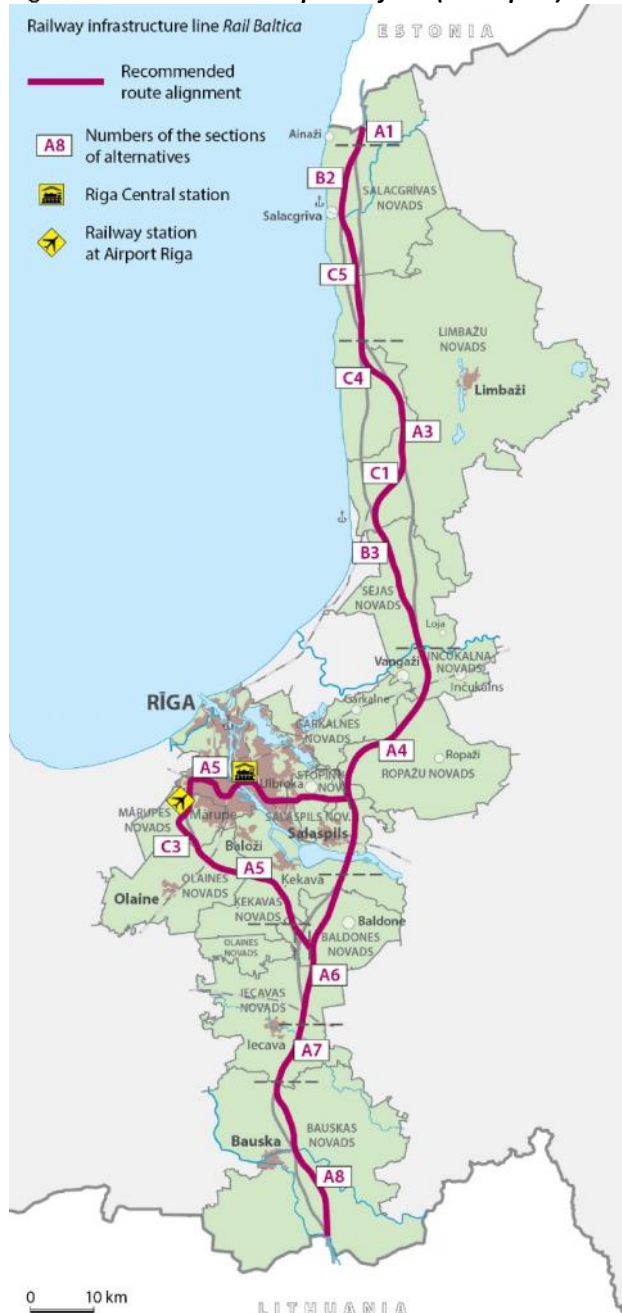 Railway infrastructure line Rail Baltica
Recommended
route alignment
A8
Numbers of the sections
of alternatives
Riga Central station
Railway station
at Airport Riga
ESTONIA
Ainaži
A1
B2
SALACGRĪVAS
NOVADS
Salacgrīva
C5
LIMBAŽU
NOVADS
C4
Limbaži
A3
C1
B3
SĒJAS
NOVADS
Loja
Vangaži
INČUKALNA
NOVADS
Inčukalns
RĪGA
Garkalne
GARKALNES
NOVADS
A4
Ropaži
ROPAŽU NOVADS
A5
Ulbroka
STOPIŅU
NOV.
MĀRUPES
NOVADS
Mārupe
SALASPILS NOV.
Salaspils
C3
Baloži
A5
Ķekava
OLAINES
NOVADS
Olaine
ĶEKAVAS
NOVADS
Baldone
BALDONES
NOVADS
OLAINES
NOVADS
A6
IECAVAS
NOVADS
Iecava
A7
BAUSKAS
NOVADS
Bauska
A8
0 10 km
LITHUANIA